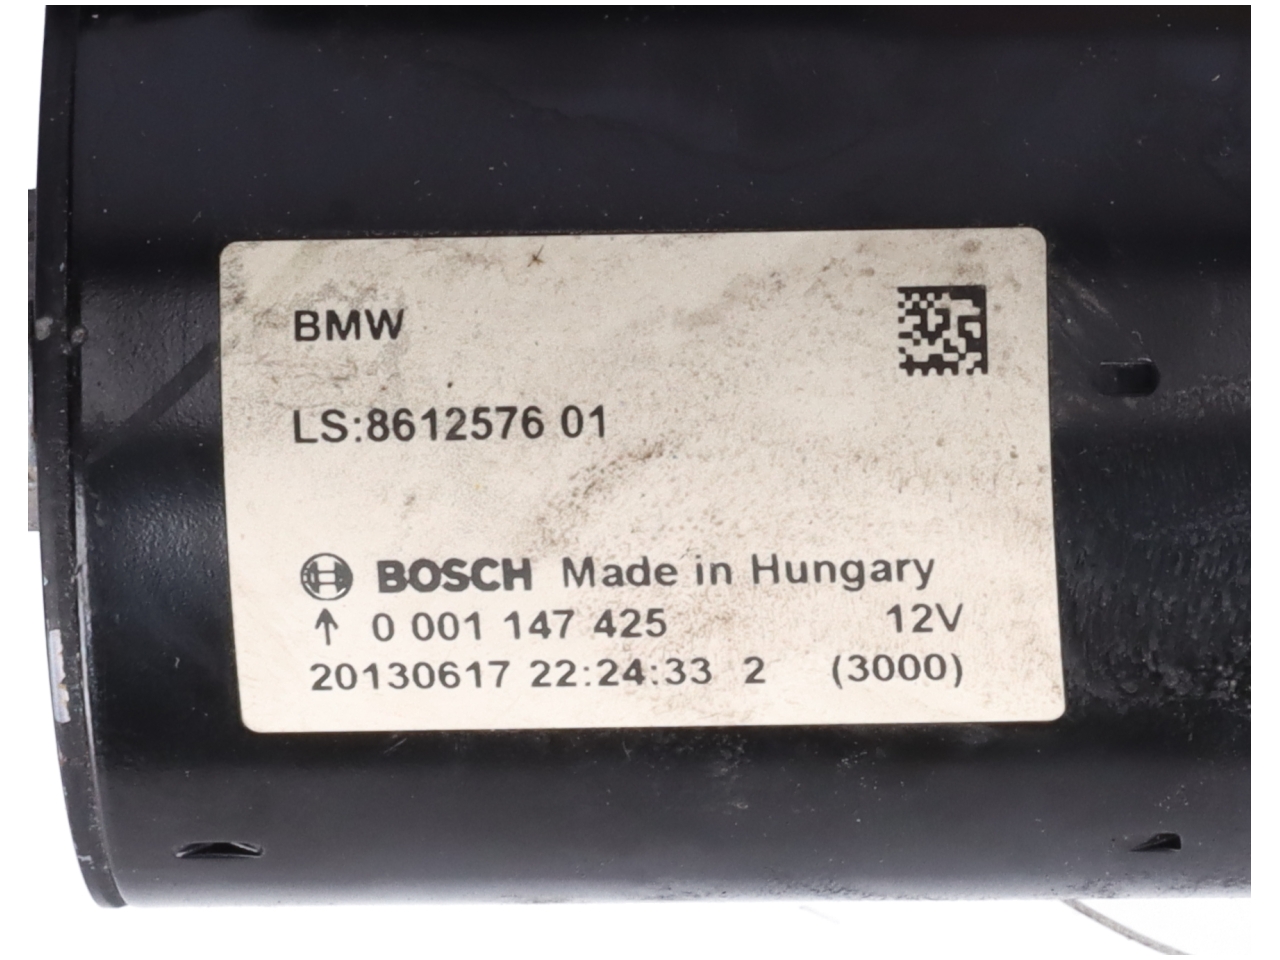 BMW
LS:8612576 01
BOSCH Made in Hungary
↑ 0 001 147 425 12V
20130617 22:24:33 2 (3000)